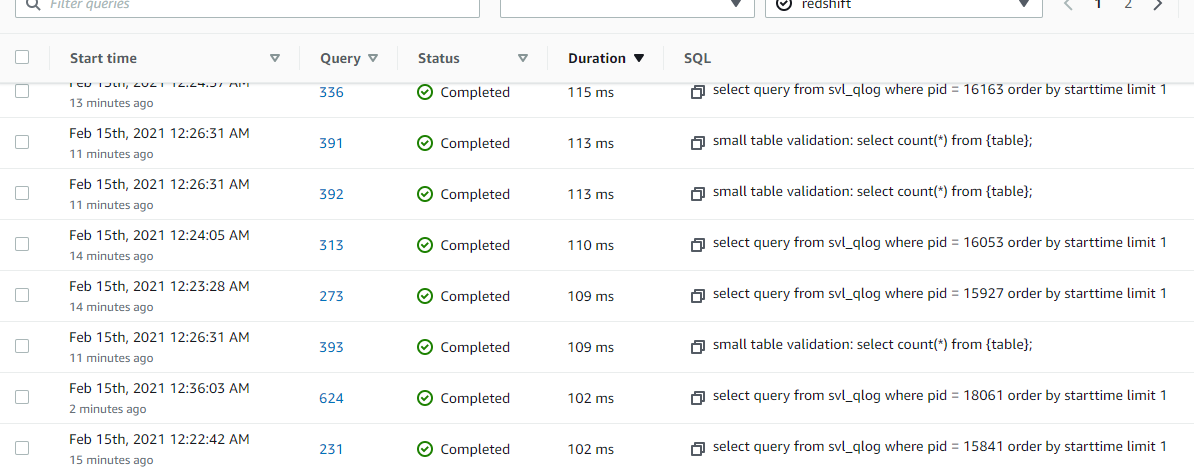 Filter queries
redshift
1 2
Start time Query Status Duration SQL
Feb 15th, 2021 12:24:37 AM
13 minutes ago
336 Completed 115 ms select query from svl_qlog where pid = 16163 order by starttime limit 1
Feb 15th, 2021 12:26:31 AM
11 minutes ago
391 Completed 113 ms small table validation: select count(*) from {table};
Feb 15th, 2021 12:26:31 AM
11 minutes ago
392 Completed 113 ms small table validation: select count(*) from {table};
Feb 15th, 2021 12:24:05 AM
14 minutes ago
313 Completed 110 ms select query from svl_qlog where pid = 16053 order by starttime limit 1
Feb 15th, 2021 12:23:28 AM
14 minutes ago
273 Completed 109 ms select query from svl_qlog where pid = 15927 order by starttime limit 1
Feb 15th, 2021 12:26:31 AM
11 minutes ago
393 Completed 109 ms small table validation: select count(*) from {table};
Feb 15th, 2021 12:36:03 AM
2 minutes ago
624 Completed 102 ms select query from svl_qlog where pid = 18061 order by starttime limit 1
Feb 15th, 2021 12:22:42 AM
15 minutes ago
231 Completed 102 ms select query from svl_qlog where pid = 15841 order by starttime limit 1